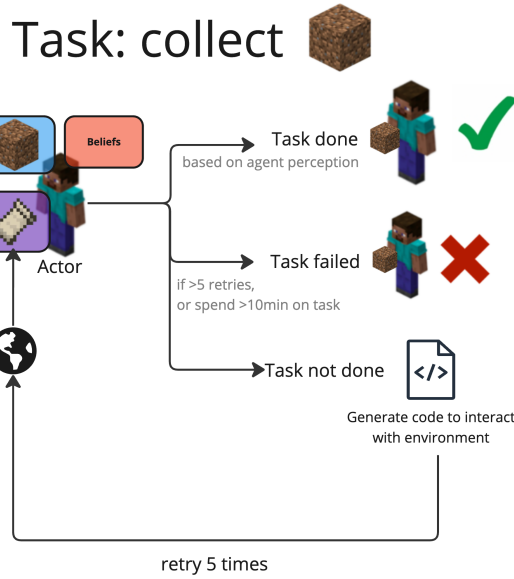 Task: collect
Beliefs
Task done
based on agent perception
Actor
Task failed
if >5 retries,
or spend >10min on task
Task not done
</>
Generate code to interact
with environment
retry 5 times